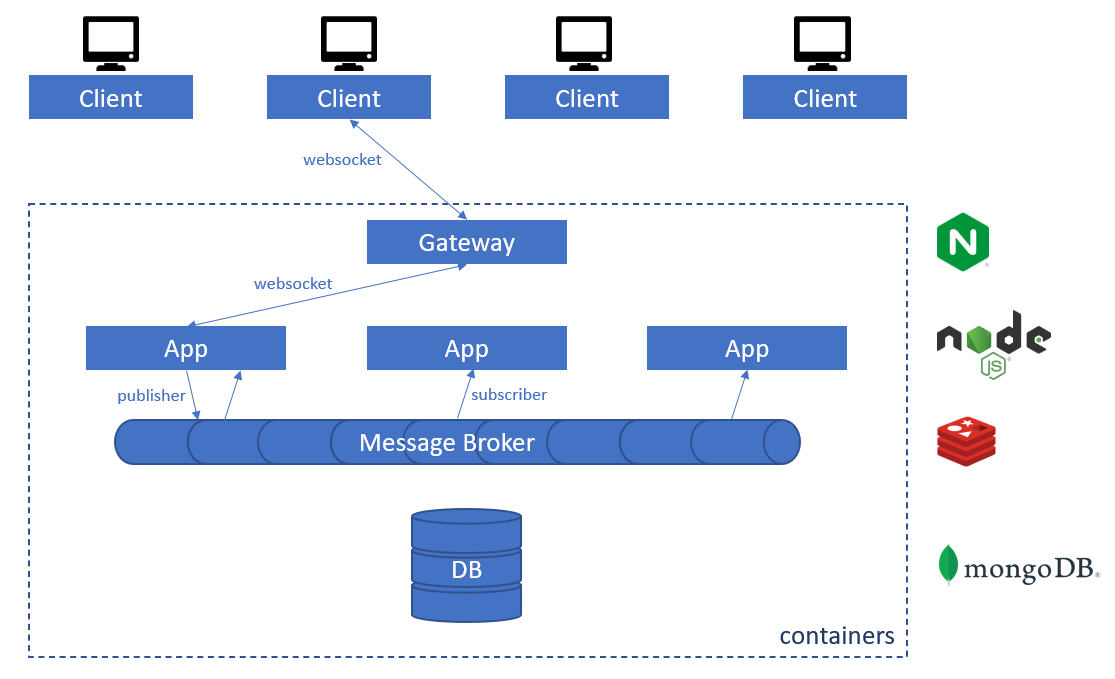 Client
Client
Client
Client
websocket
Gateway
N
websocket
App
App
App
node
JS
publisher
subscriber
Message Broker
DB
mongoDB
containers